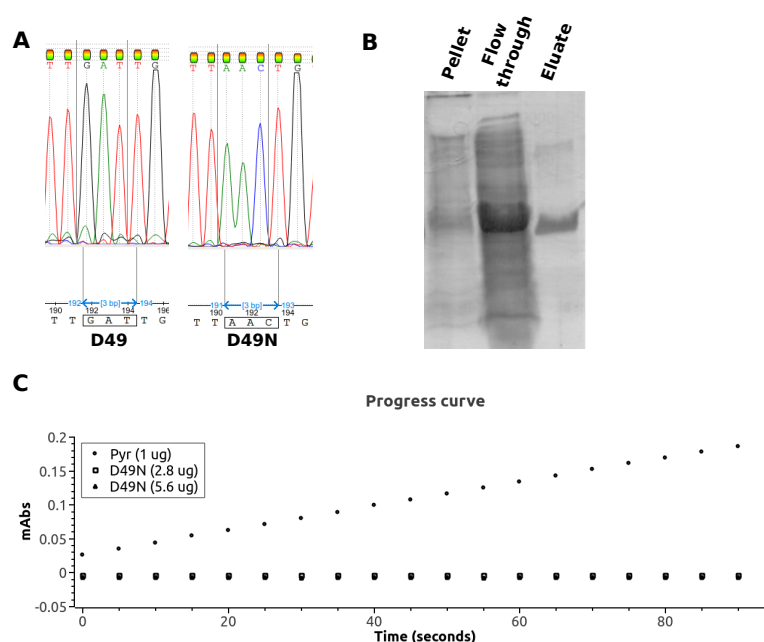 A
T T G A T T G
T T A A C T G
192 [3 bp] 194
190 192 194 196
T T G A T T G
D49
191 [3 bp] 193
190 192 194
T T A A C T G
D49N
B
Pellet
Flow
through
Eluate
C
Progress curve
Pyr (1 ug)
D49N (2.8 ug)
D49N (5.6 ug)
mAbs
0.2
0.15
0.1
0.05
0
-0.05
0 20 40 60 80
Time (seconds)